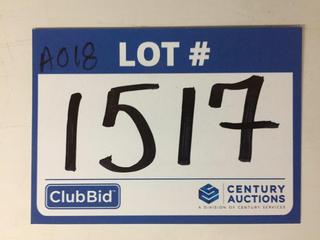 A018 LOT #
1517
ClubBid
CENTURY
AUCTIONS
A DIVISION OF CENTURY SERVICES